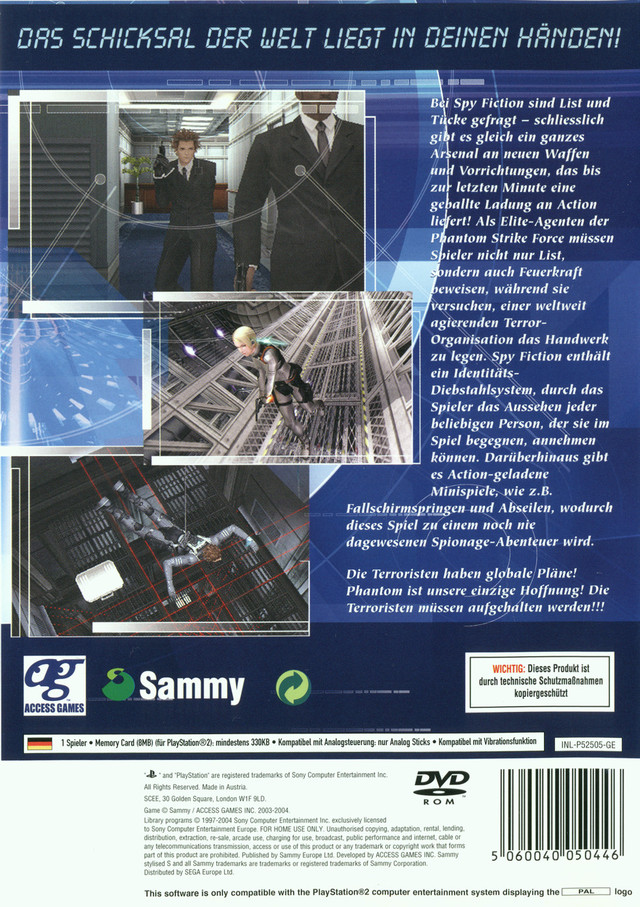 DAS SCHICKSAL DER WELT LIEGT IN DEINEN HÄNDEN!
Bei Spy Fiction sind List und
Tücke gefragt – schliesslich
gibt es gleich ein ganzes
Arsenal an neuen Waffen
und Vorrichtungen, das bis
zur letzten Minute eine
geballte Ladung an Action
liefert! Als Elite-Agenten der
Phantom Strike Force müssen
Spieler nicht nur List,
sondern auch Feuerkraft
beweisen, während sie
versuchen, einer weltweit
agierenden Terror-
Organisation das Handwerk
zu legen. Spy Fiction enthält
ein Identitäts-
Diebstahlsystem, durch das
Spieler das Aussehen jeder
beliebigen Person, der sie im
Spiel begegnen, annehmen
können. Darüberhinaus gibt
es Action-geladene
Minispiele, wie z.B.
Fallschirmspringen und Abseilen, wodurch
dieses Spiel zu einem noch nie
dagewesenen Spionage-Abenteuer wird.
Die Terroristen haben globale Pläne!
Phantom ist unsere einzige Hoffnung! Die
Terroristen müssen aufgehalten werden!!!
ag
ACCESS GAMES
Sammy
WICHTIG: Dieses Produkt ist
durch technische Schutzmaßnahmen
kopiergeschützt
1 Spieler • Memory Card (8MB) (für PlayStation®2): mindestens 330KB • Kompatibel mit Analogsteuerung: nur Analog Sticks • Kompatibel mit Vibrationsfunktion
INL-P52505-GE
" " and "PlayStation" are registered trademarks of Sony Computer Entertainment Inc.
All Rights Reserved. Made in Austria.
SCEE, 30 Golden Square, London W1F 9LD.
Game © Sammy / ACCESS GAMES INC. 2003-2004.
Library programs © 1997-2004 Sony Computer Entertainment Inc. exclusively licensed
to Sony Computer Entertainment Europe. FOR HOME USE ONLY. Unauthorised copying, adaptation, rental, lending,
distribution, extraction, re-sale, arcade use, charging for use, broadcast, public performance and internet, cable or
any telecommunications transmission, access or use of this product or any trademark or copyright work that forms
part of this product are prohibited. Published by Sammy Europe Ltd. Developed by ACCESS GAMES INC. Sammy
stylised S and all Sammy trademarks are trademarks or registered trademarks of Sammy Corporation.
Distributed by SEGA Europe Ltd.
DVD
ROM
5 060040 050446
This software is only compatible with the PlayStation®2 computer entertainment system displaying the PAL logo